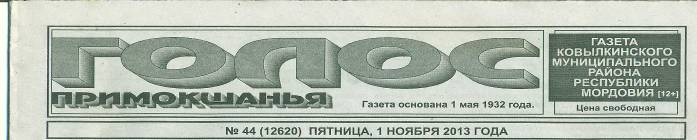 ГОЛОС
ПРИМОКШАНЬЯ
Газета основана 1 мая 1932 года.
ГАЗЕТА
КОВЫЛКИНСКОГО
МУНИЦИПАЛЬНОГО
РАЙОНА
РЕСПУБЛИКИ
МОРДОВИЯ [12+]
Цена свободная
№ 44 (12620) ПЯТНИЦА, 1 НОЯБРЯ 2013 ГОДА